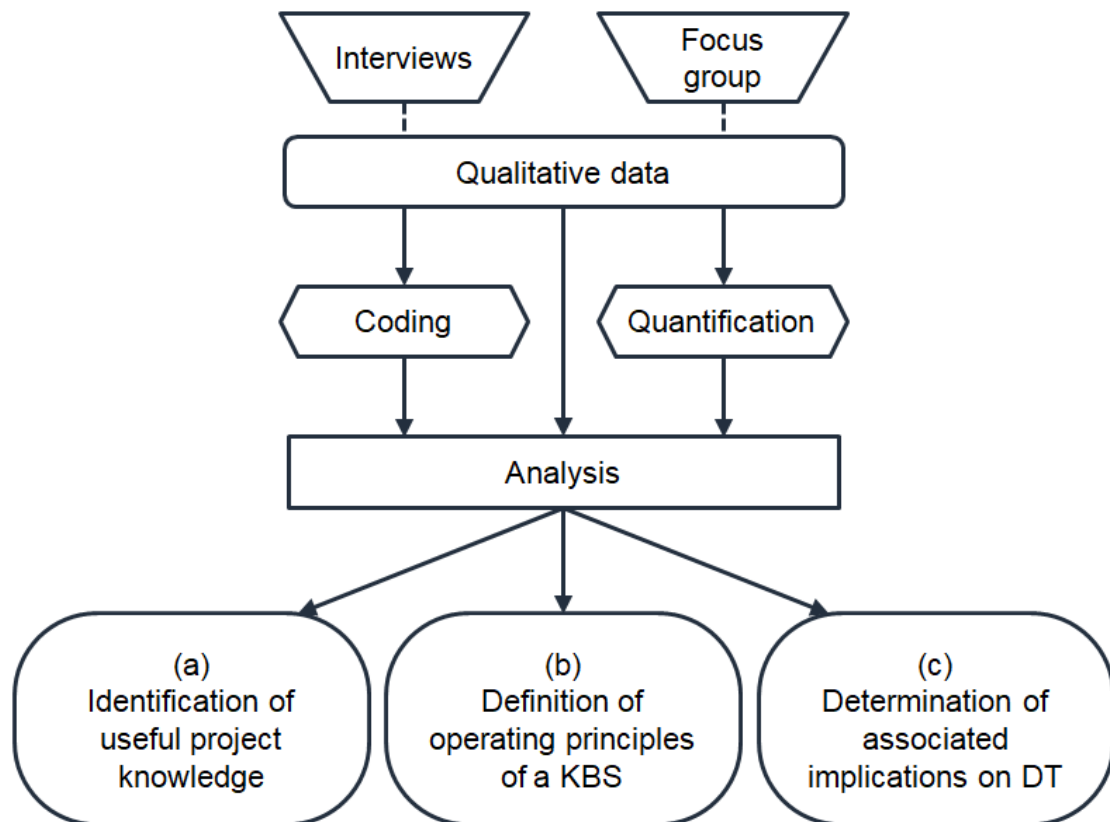 Interviews
Focus
group
Qualitative data
Coding
Quantification
Analysis
(a)
Identification of
useful project
knowledge
(b)
Definition of
operating principles
of a KBS
(c)
Determination of
associated
implications on DT